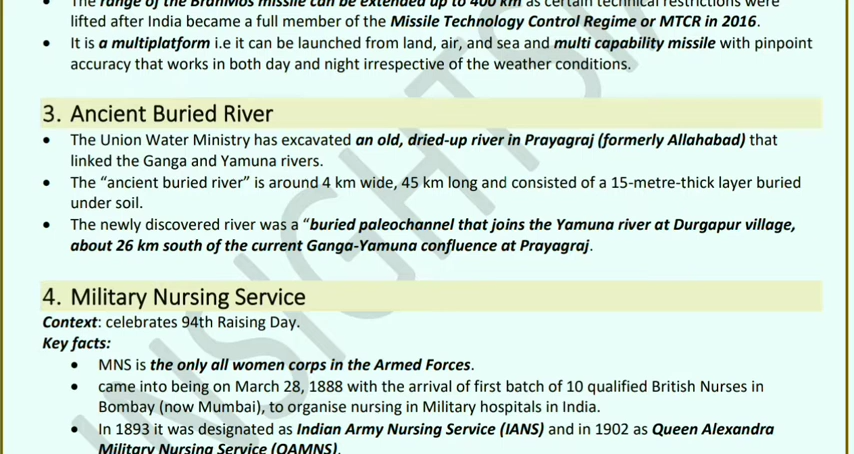 • The range of the BrahMos missile can be extended up to 400 km as certain technical restrictions were
lifted after India became a full member of the Missile Technology Control Regime or MTCR in 2016.
• It is a multiplatform i.e it can be launched from land, air, and sea and multi capability missile with pinpoint
accuracy that works in both day and night irrespective of the weather conditions.
3. Ancient Buried River
• The Union Water Ministry has excavated an old, dried-up river in Prayagraj (formerly Allahabad) that
linked the Ganga and Yamuna rivers.
• The “ancient buried river” is around 4 km wide, 45 km long and consisted of a 15-metre-thick layer buried
under soil.
• The newly discovered river was a “buried paleochannel that joins the Yamuna river at Durgapur village,
about 26 km south of the current Ganga-Yamuna confluence at Prayagraj.
4. Military Nursing Service
Context: celebrates 94th Raising Day.
Key facts:
• MNS is the only all women corps in the Armed Forces.
• came into being on March 28, 1888 with the arrival of first batch of 10 qualified British Nurses in
Bombay (now Mumbai), to organise nursing in Military hospitals in India.
• In 1893 it was designated as Indian Army Nursing Service (IANS) and in 1902 as Queen Alexandra
Military Nursing Service (QAMNS).
INSIGHTSI